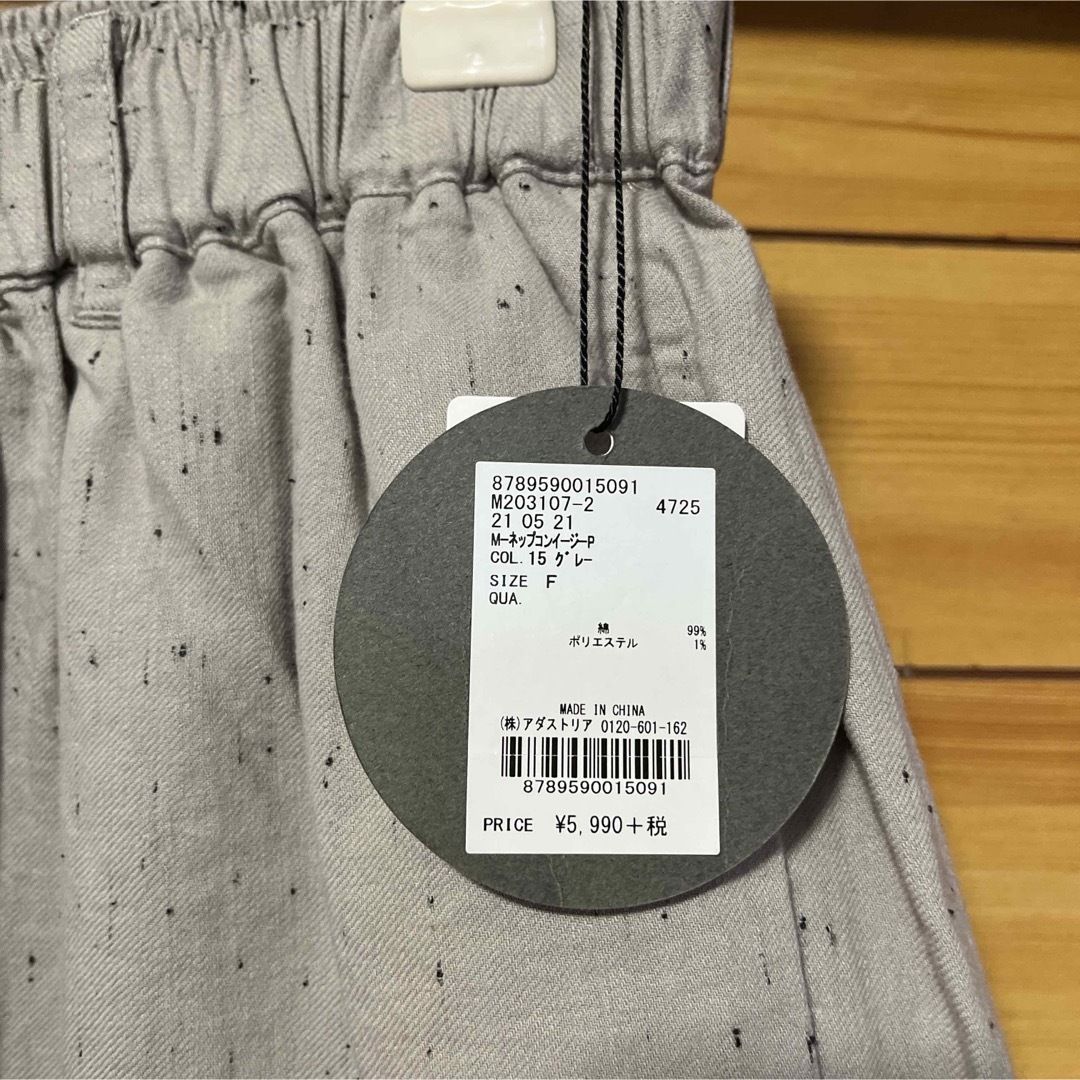 8789590015091
M203107-2 4725
21 05 21
MーネップコンイージーP
COL.15 グレー
SIZE F
QUA.
綿 99%
ポリエステル 1%
MADE IN CHINA
(株)アダストリア 0120-601-162
8789590015091
PRICE ¥5,990+税